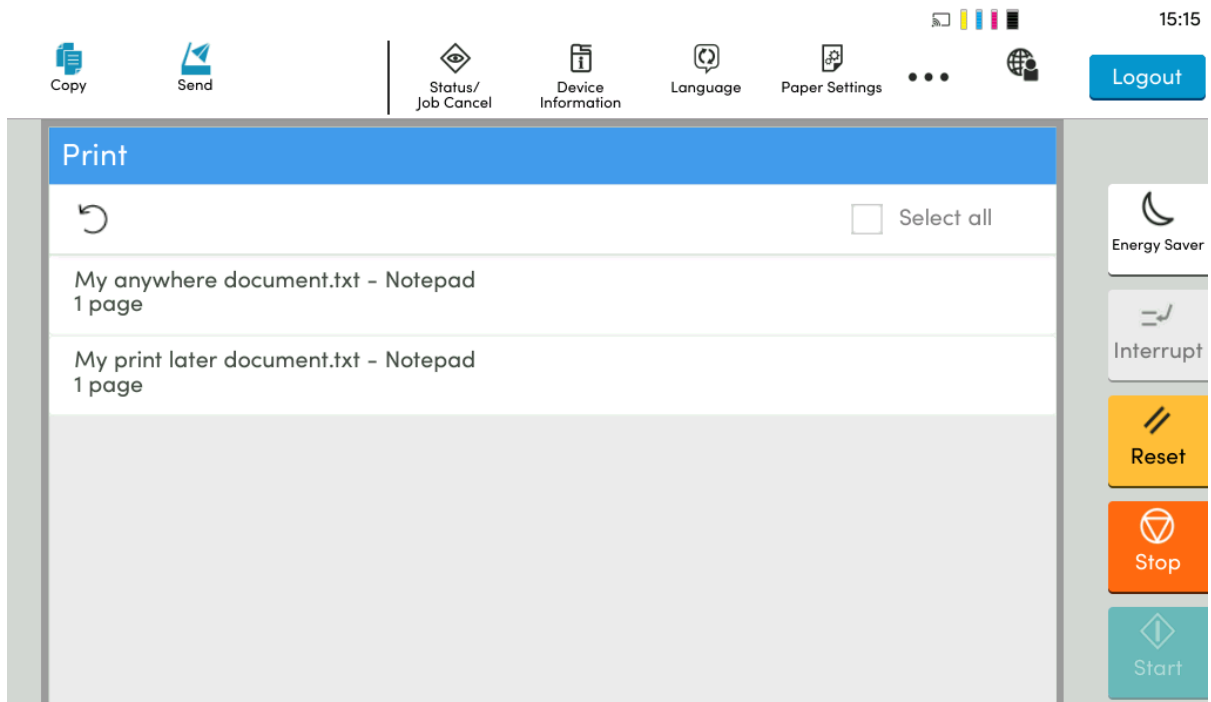 15:15
Copy
Send
Status/
Job Cancel
Device
Information
Language
Paper Settings
Logout
Print
Select all
My anywhere document.txt - Notepad
1 page
My print later document.txt - Notepad
1 page
Energy Saver
Interrupt
Reset
Stop
Start